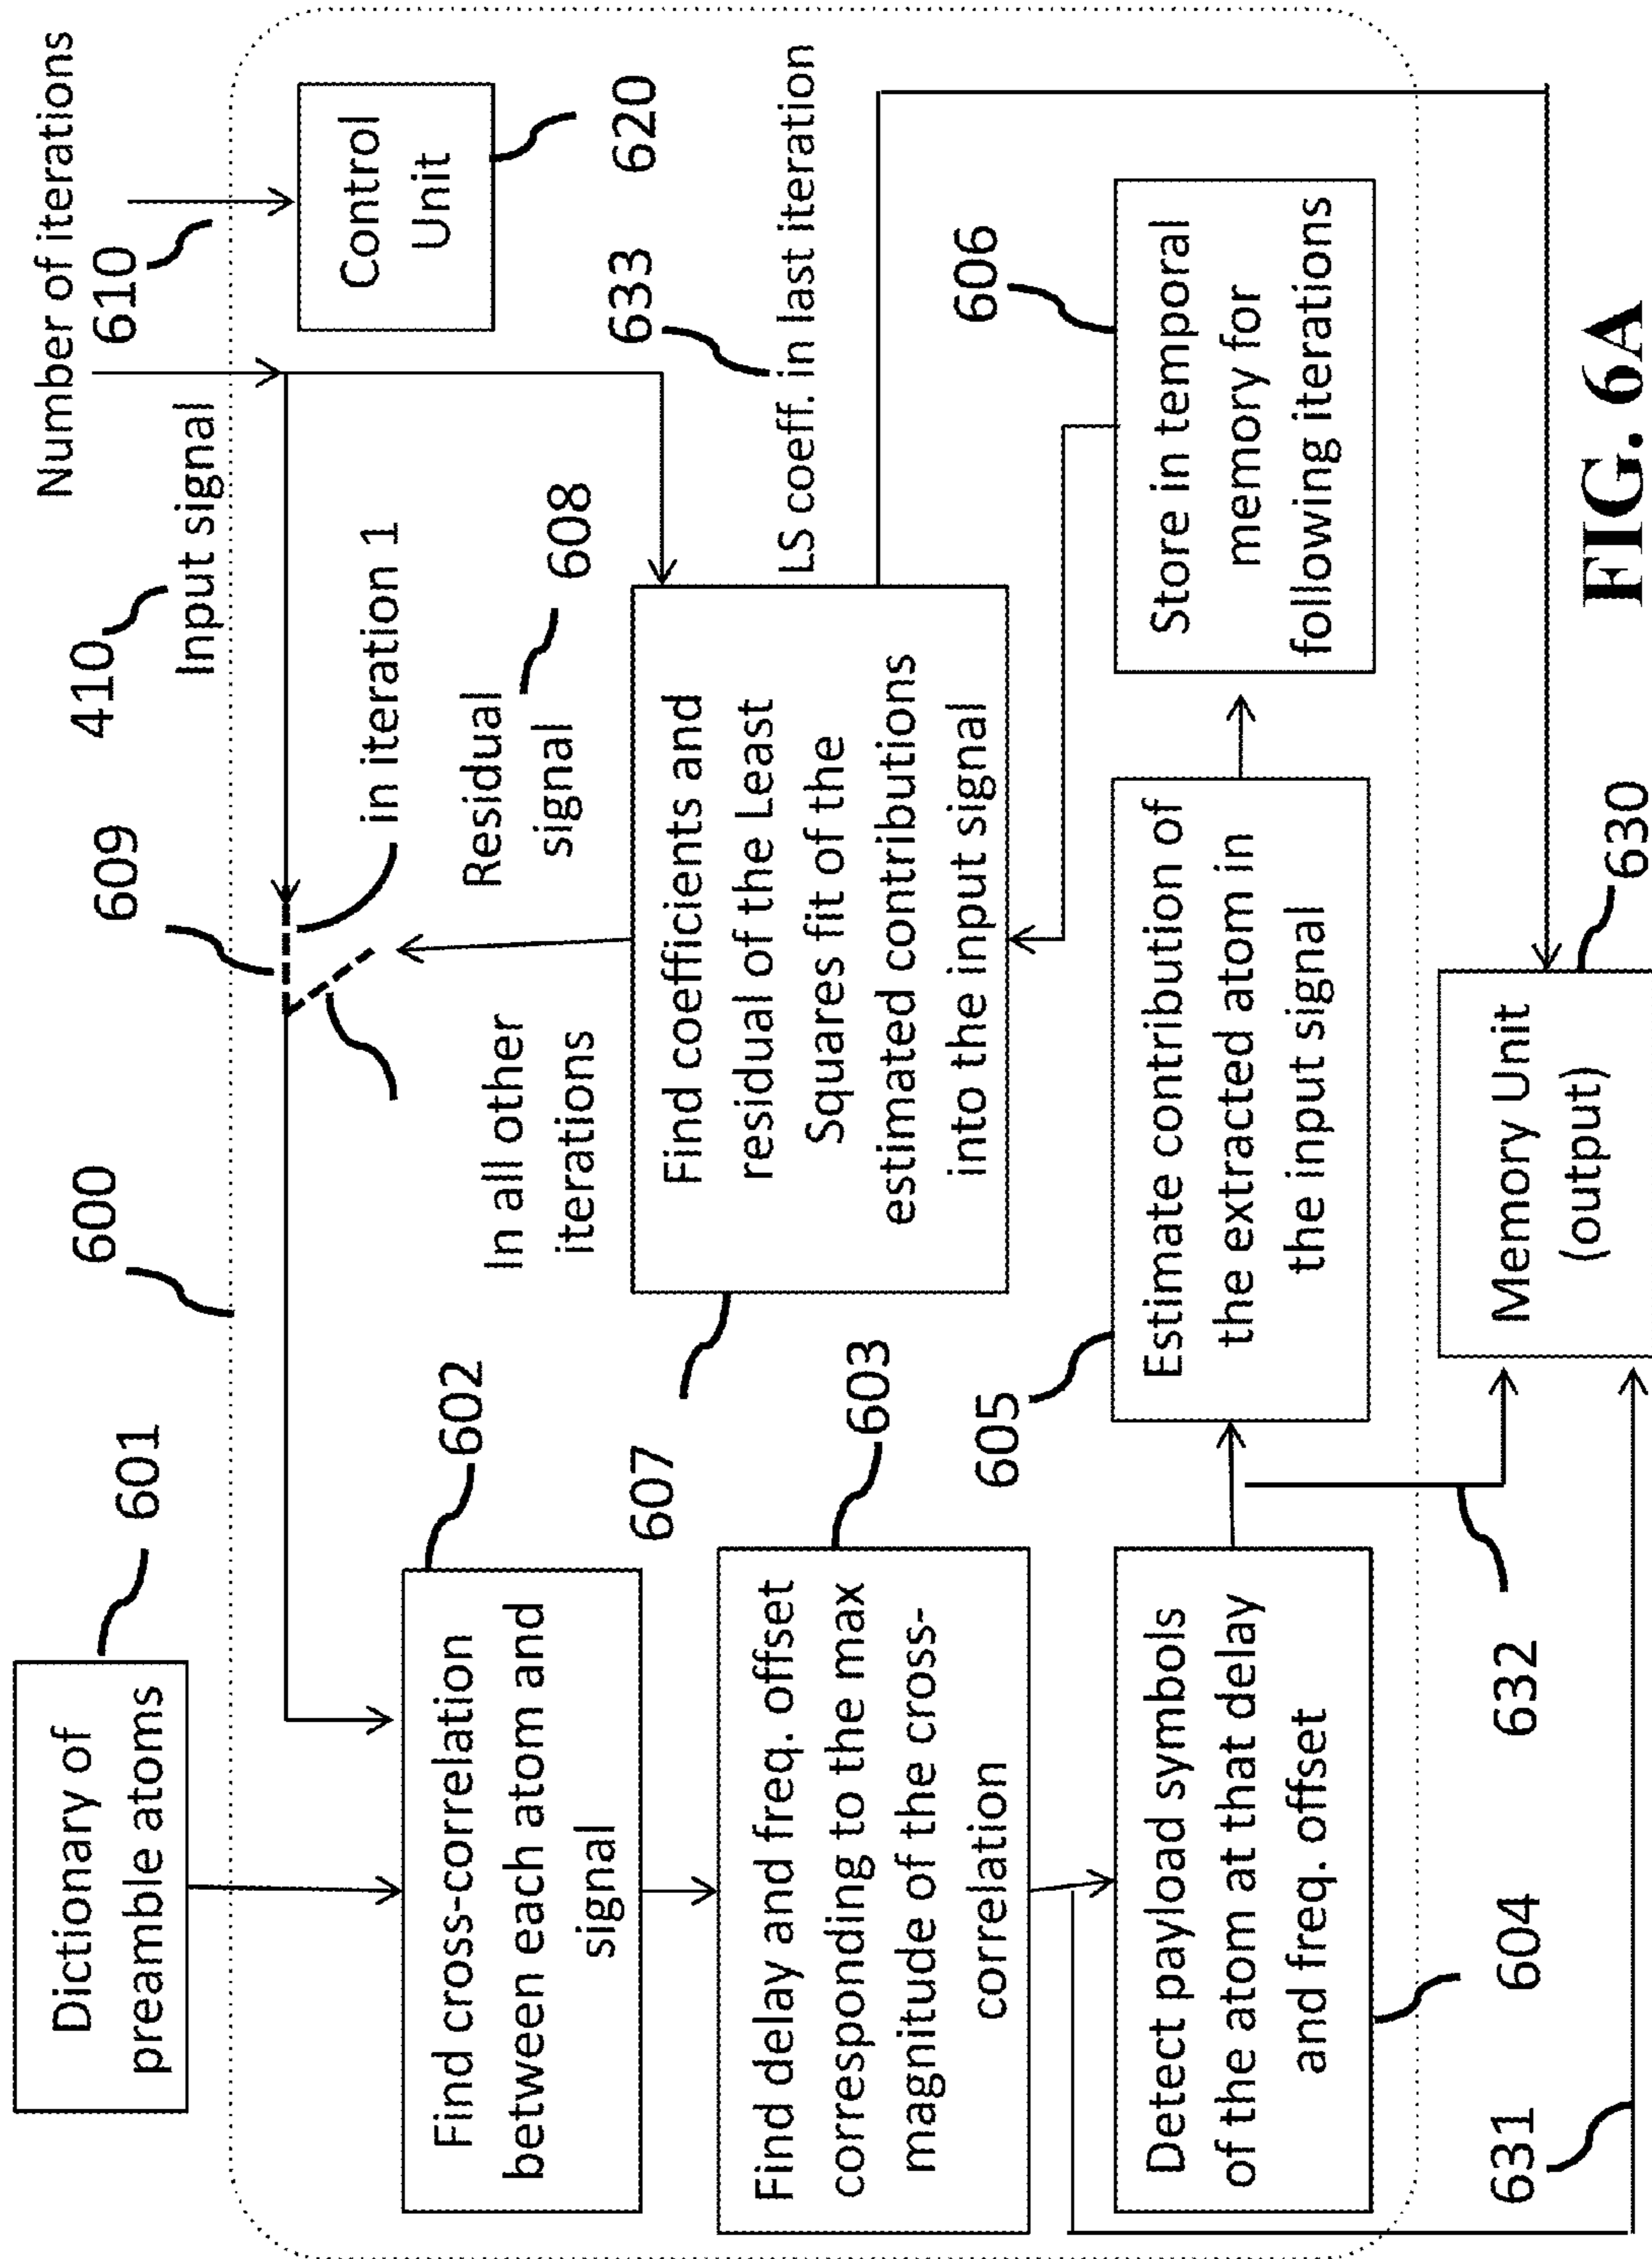 Number of iterations
610
410
Input signal
609
600
601
Dictionary of
preamble atoms
Control
Unit
620
in iteration 1
Residual
signal
608
In all other
iterations
602
Find cross-correlation
between each atom and
signal
633
LS coeff. in last iteration
Find coefficients and
residual of the Least
Squares fit of the
estimated contributions
into the input signal
607
603
Find delay and freq. offset
corresponding to the max
magnitude of the cross-
correlation
606
Store in temporal
memory for
following iterations
605
Estimate contribution of
the extracted atom in
the input signal
Detect payload symbols
of the atom at that delay
and freq. offset
604
632
631
Memory Unit
(output)
630
FIG. 6A